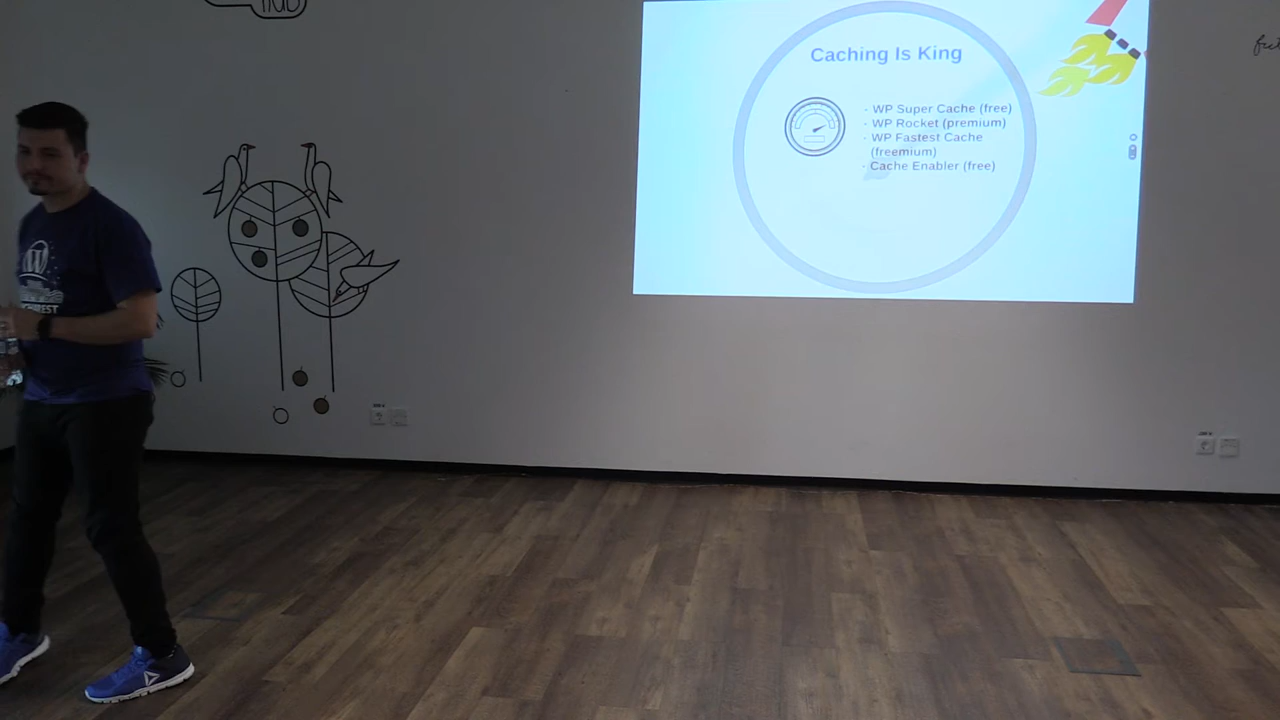 Caching Is King
- WP Super Cache (free)
- WP Rocket (premium)
- WP Fastest Cache
(freemium)
- Cache Enabler (free)